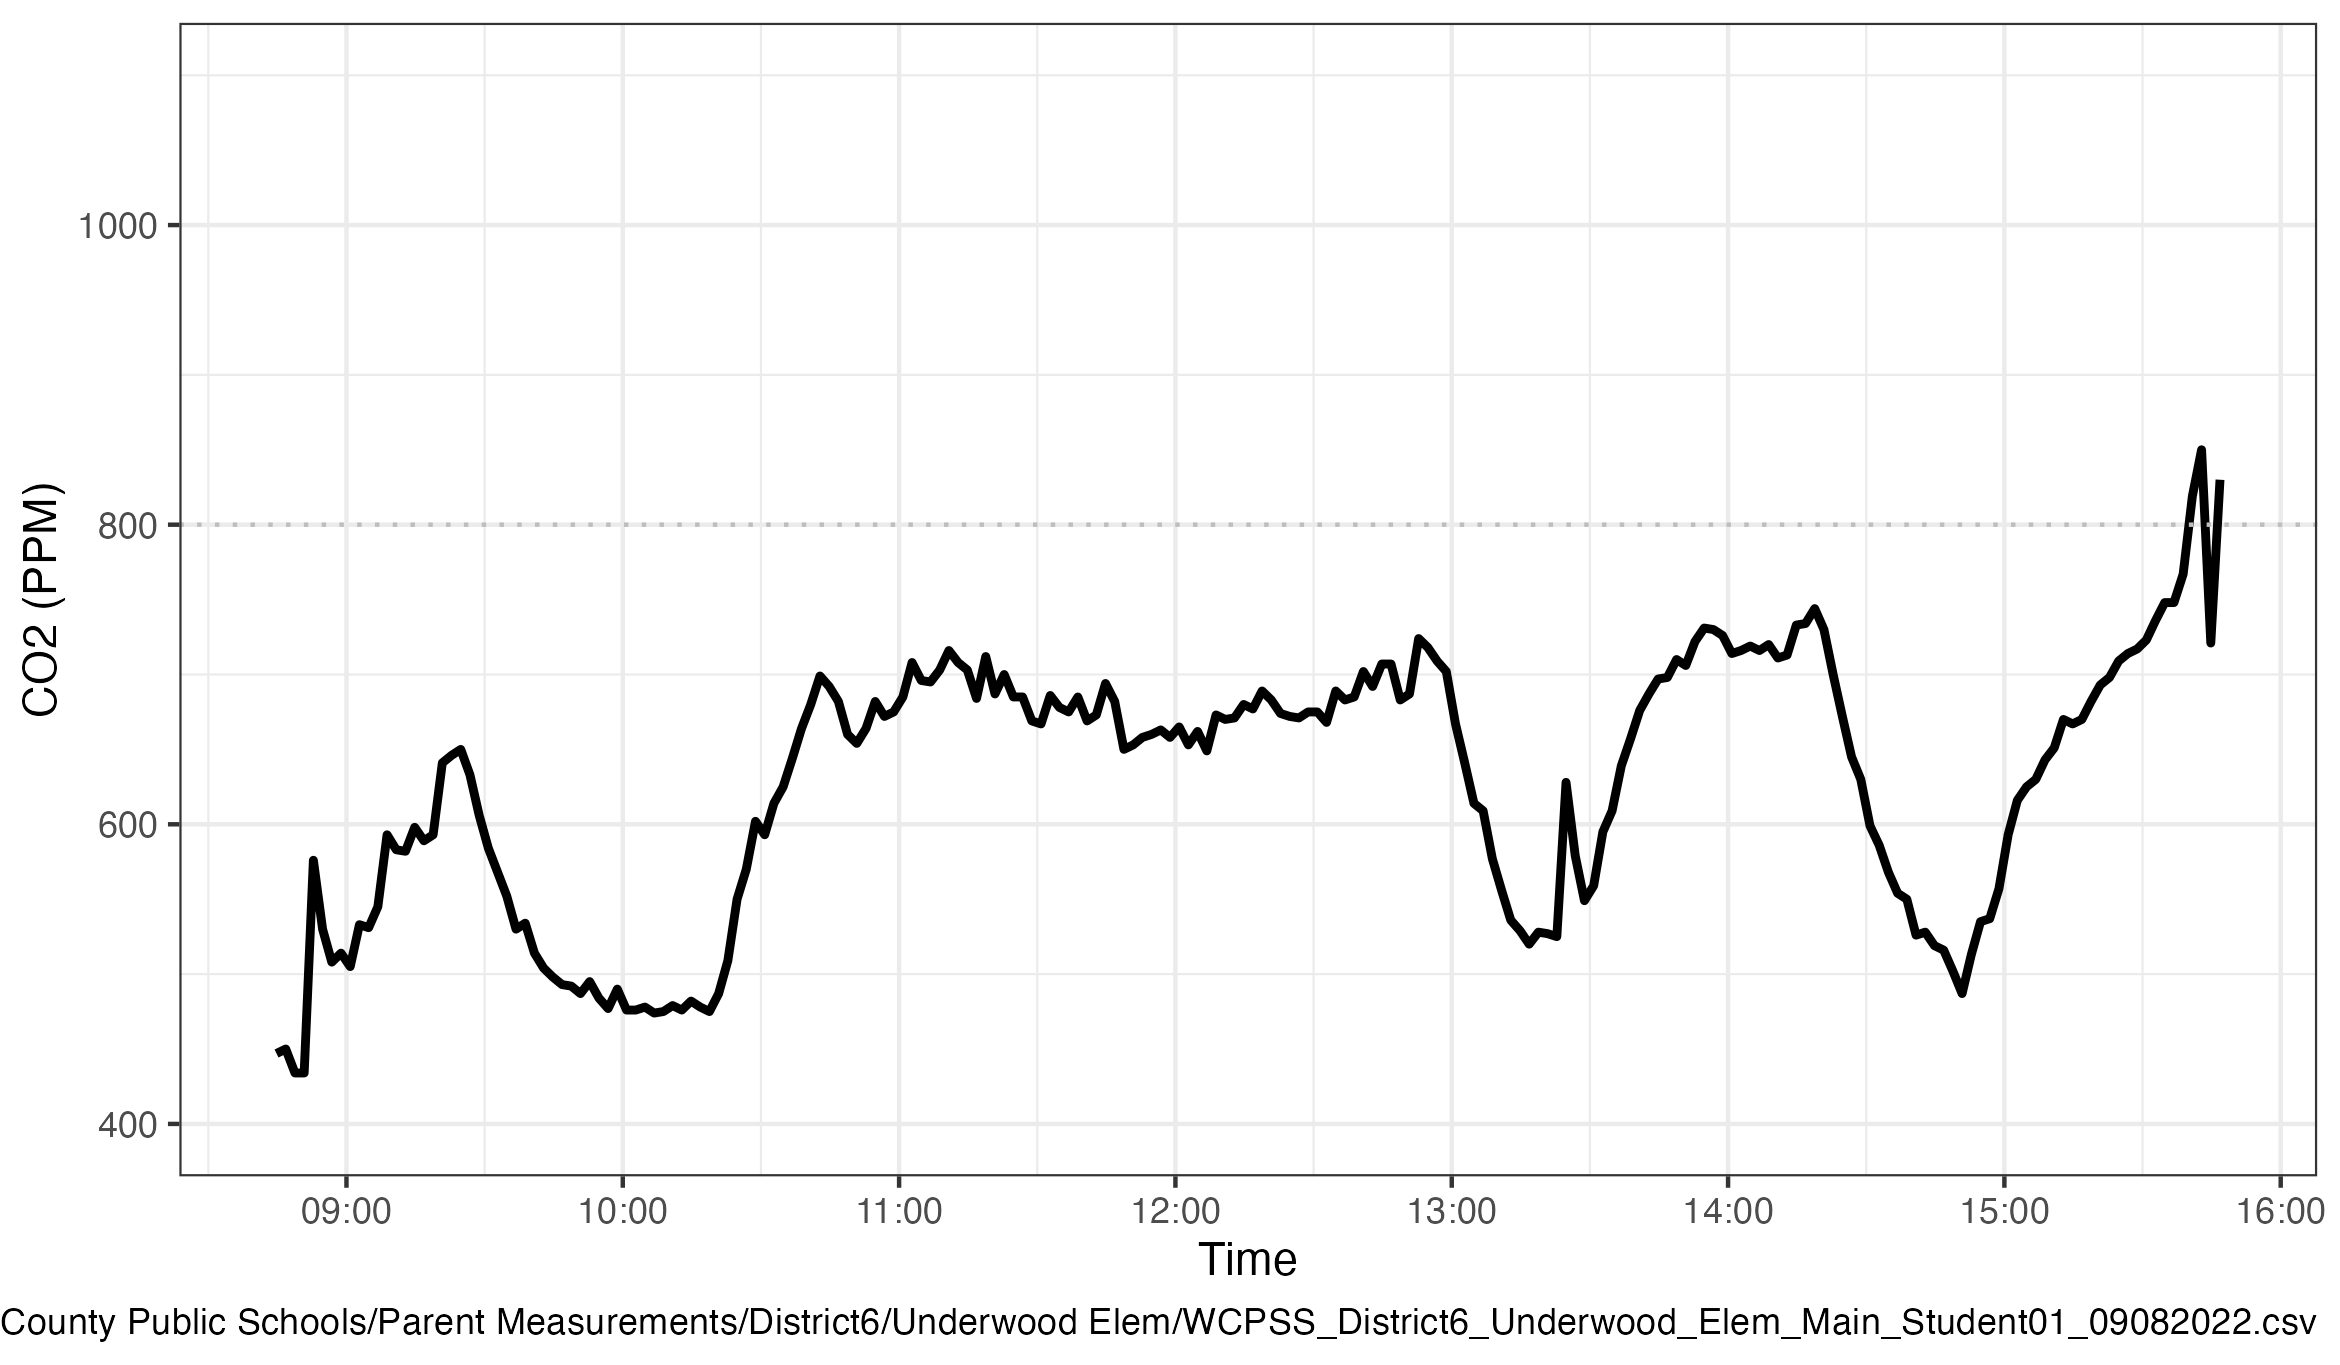 1000
800
600
400
CO2 (PPM)
09:00 10:00 11:00 12:00 13:00 14:00 15:00 16:00
Time
County Public Schools/Parent Measurements/District6/Underwood Elem/WCPSS_District6_Underwood_Elem_Main_Student01_09082022.csv